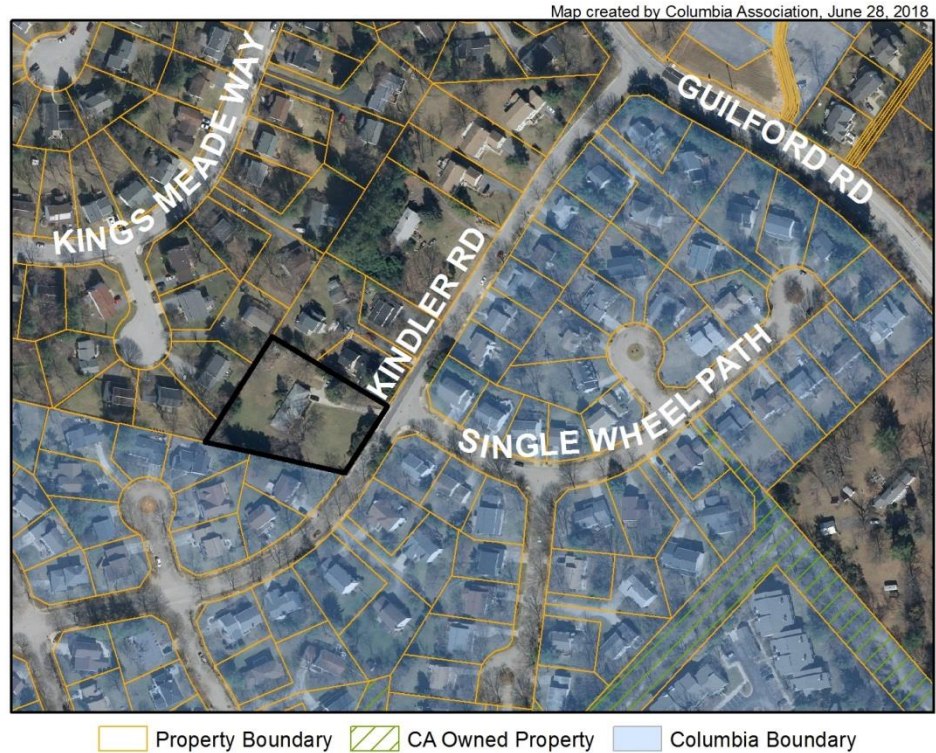 Map created by Columbia Association, June 28, 2018
KINGS MEADE WAY
GUILFORD RD
KINDLER RD
SINGLE WHEEL PATH
Property Boundary CA Owned Property Columbia Boundary